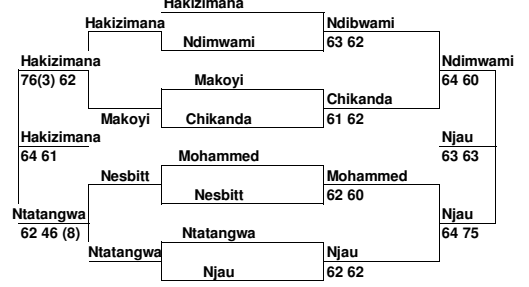 Hakizimana
Hakizimana Ndibwami
Ndimwami 63 62
Hakizimana Ndimwami
76(3) 62 Makoyi 64 60
Chikanda
Makoyi Chikanda 61 62
Hakizimana Njau
64 61 Mohammed 63 63
Nesbitt Mohammed
Nesbitt 62 60
Ntatangwa Njau
62 46 (8) Ntatangwa 64 75
Ntatangwa Njau
Njau 62 62